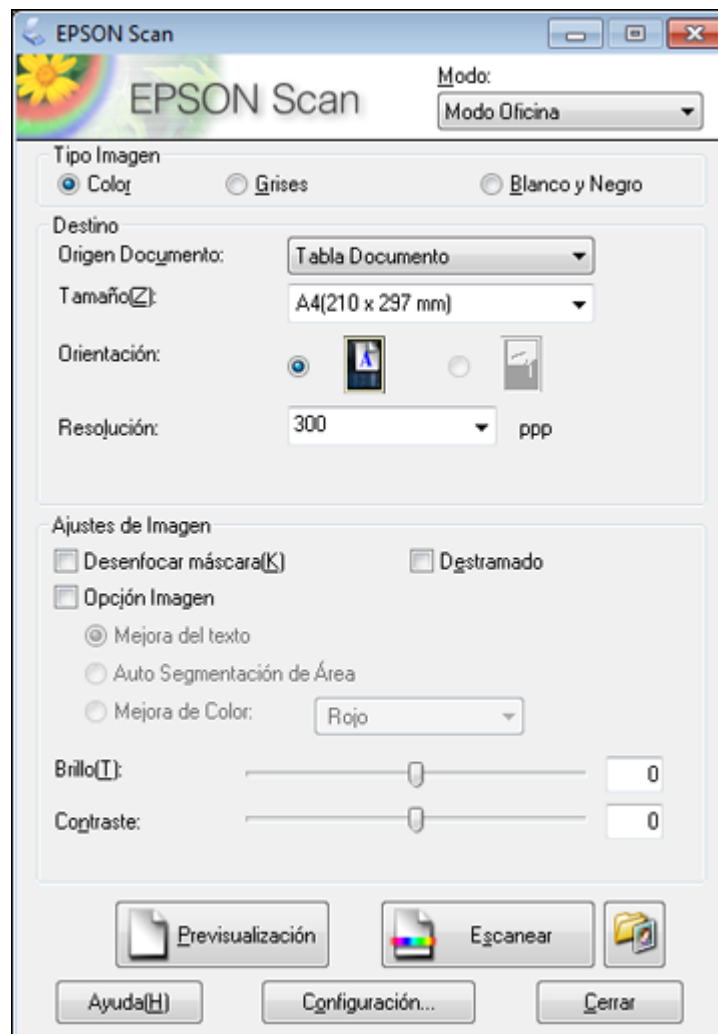 EPSON Scan
EPSON Scan
Modo:
Modo Oficina
Tipo Imagen
Color Grises Blanco y Negro
Destino
Origen Documento: Tabla Documento
Tamaño(Z): A4(210 x 297 mm)
Orientación: A
Resolución: 300 ppp
Ajustes de Imagen
Desenfocar máscara(K) Destramado
Opción Imagen
Mejora del texto
Auto Segmentación de Área
Mejora de Color: Rojo
Brillo(T): 0
Contraste: 0
Previsualización Escanear
Ayuda(H) Configuración... Cerrar